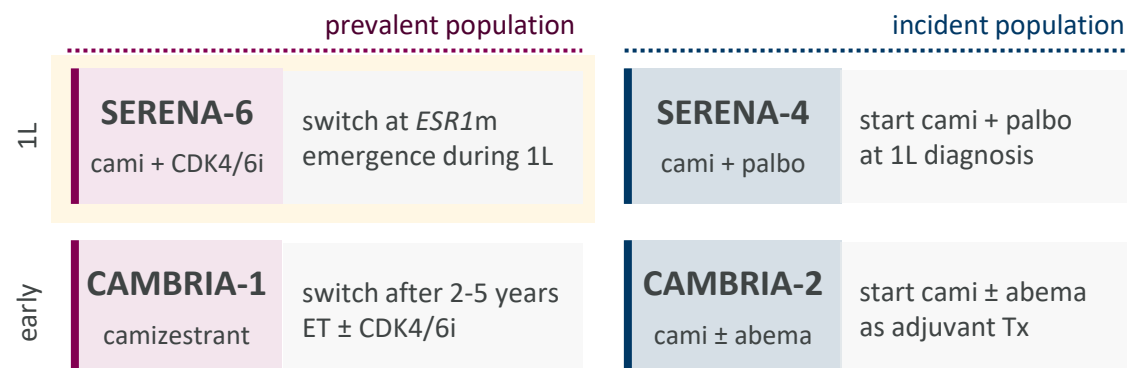 prevalent population
incident population
1L
SERENA-6
cami + CDK4/6i
switch at ESR1m
emergence during 1L
SERENA-4
cami + palbo
start cami + palbo
at 1L diagnosis
early
CAMBRIA-1
camizestrant
switch after 2-5 years
ET ± CDK4/6i
CAMBRIA-2
cami ± abema
start cami ± abema
as adjuvant Tx